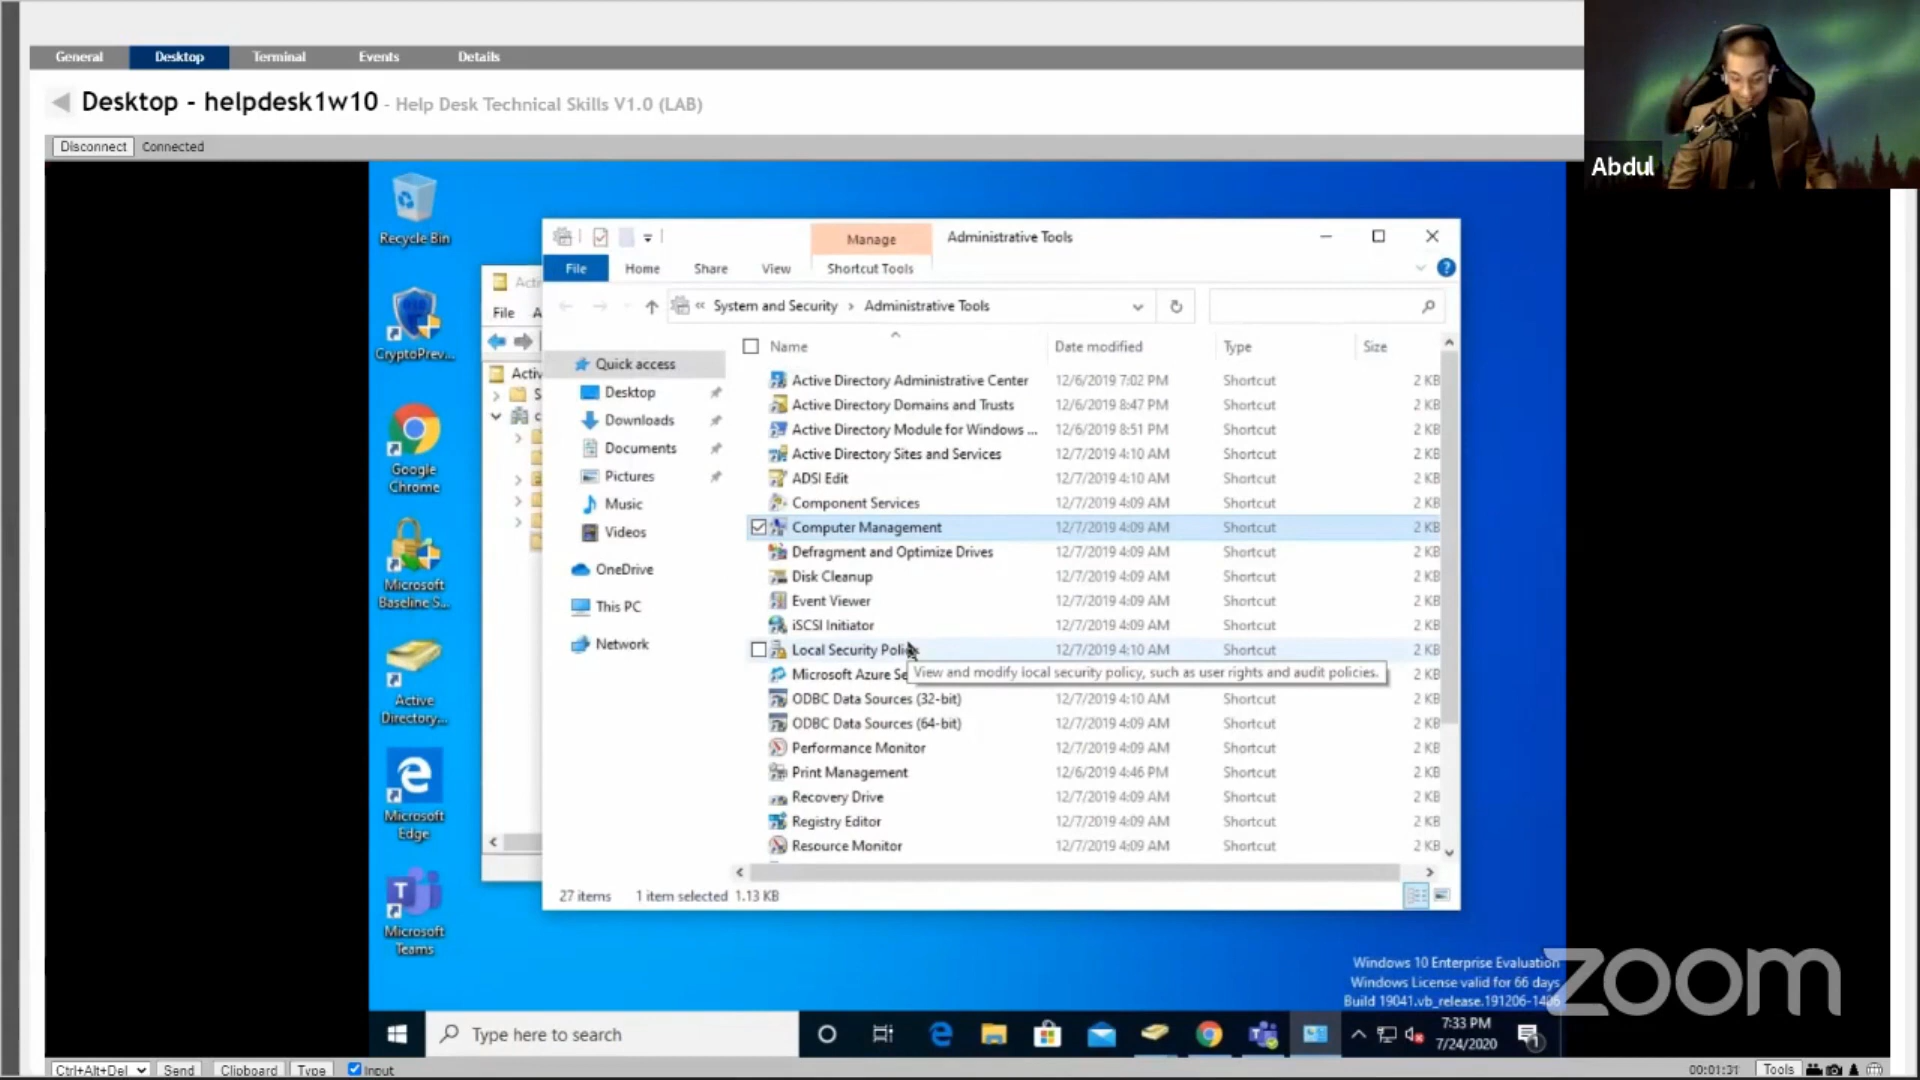 General Desktop Terminal Events Details
Desktop - helpdesk1w10 - Help Desk Technical Skills V1.0 (LAB)
Disconnect Connected
Abdul
Recycle Bin
CryptoPrev...
Google
Chrome
Microsoft
Baseline S...
Active
Directory...
Microsoft
Edge
Microsoft
Teams
File
Manage Administrative Tools
File Home Share View Shortcut Tools
« System and Security › Administrative Tools
Quick access
Desktop
Downloads
Documents
Pictures
Music
Videos
OneDrive
This PC
Network
Name Date modified Type Size
Active Directory Administrative Center 12/6/2019 7:02 PM Shortcut 2 KB
Active Directory Domains and Trusts 12/6/2019 8:47 PM Shortcut 2 KB
Active Directory Module for Windows ... 12/6/2019 8:51 PM Shortcut 2 KB
Active Directory Sites and Services 12/7/2019 4:10 AM Shortcut 2 KB
ADSI Edit 12/7/2019 4:10 AM Shortcut 2 KB
Component Services 12/7/2019 4:09 AM Shortcut 2 KB
Computer Management 12/7/2019 4:09 AM Shortcut 2 KB
Defragment and Optimize Drives 12/7/2019 4:09 AM Shortcut 2 KB
Disk Cleanup 12/7/2019 4:09 AM Shortcut 2 KB
Event Viewer 12/7/2019 4:09 AM Shortcut 2 KB
iSCSI Initiator 12/7/2019 4:09 AM Shortcut 2 KB
Local Security 12/7/2019 4:10 AM Shortcut 2 KB
View and modify local security policy, such as user rights and audit policies.
Microsoft Azure
ODBC Data Sources (32-bit) 12/7/2019 4:10 AM Shortcut 2 KB
ODBC Data Sources (64-bit) 12/7/2019 4:09 AM Shortcut 2 KB
Performance Monitor 12/7/2019 4:09 AM Shortcut 2 KB
Print Management 12/6/2019 4:46 PM Shortcut 2 KB
Recovery Drive 12/7/2019 4:09 AM Shortcut 2 KB
Registry Editor 12/7/2019 4:09 AM Shortcut 2 KB
Resource Monitor 12/7/2019 4:09 AM Shortcut 2 KB
27 items 1 item selected 1.13 KB
Windows 10 Enterprise Evaluation
Windows License valid for 66 days
Build 19041.vb_release.191206-1406
zoom
Type here to search
7:33 PM
7/24/2020
Ctrl+Alt+Del Send Clipboard Type Input 00:01:31 Tools